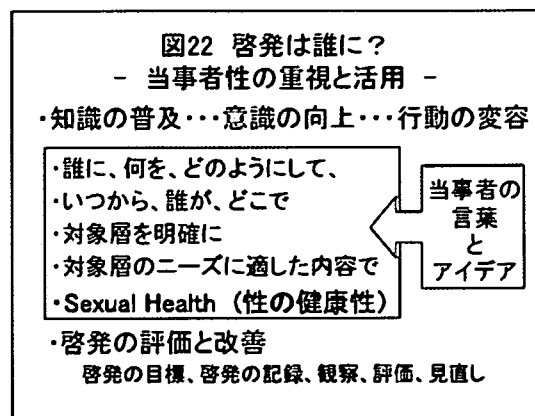 図22 啓発は誰に？
- 当事者性の重視と活用 -
・知識の普及・・・意識の向上・・・行動の変容
・誰に、何を、どのようにして、
・いつから、誰が、どこで
・対象層を明確に
・対象層のニーズに適した内容で
・Sexual Health （性の健康性）
当事者の
言葉
と
アイデア
・啓発の評価と改善
啓発の目標、啓発の記録、観察、評価、見直し